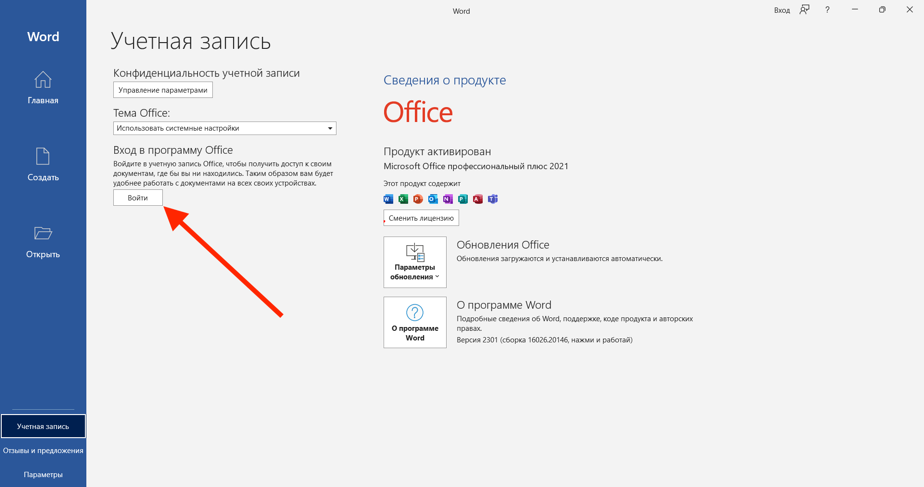 Word
Вход
?
Word
Главная
Создать
Открыть
Учетная запись
Отзывы и предложения
Параметры
Учетная запись
Конфиденциальность учетной записи
Управление параметрами
Тема Office:
Использовать системные настройки
Вход в программу Office
Войдите в учетную запись Office, чтобы получить доступ к своим
документам, где бы вы ни находились. Таким образом вам будет
удобнее работать с документами на всех своих устройствах.
Войти
Сведения о продукте
Office
Продукт активирован
Microsoft Office профессиональный плюс 2021
Этот продукт содержит
W X P O N P A T
Сменить лицензию
Параметры
обновления
Обновления Office
Обновления загружаются и устанавливаются автоматически.
?
О программе
Word
О программе Word
Подробные сведения об Word, поддержке, коде продукта и авторских
правах.
Версия 2301 (сборка 16026.20146, нажми и работай)